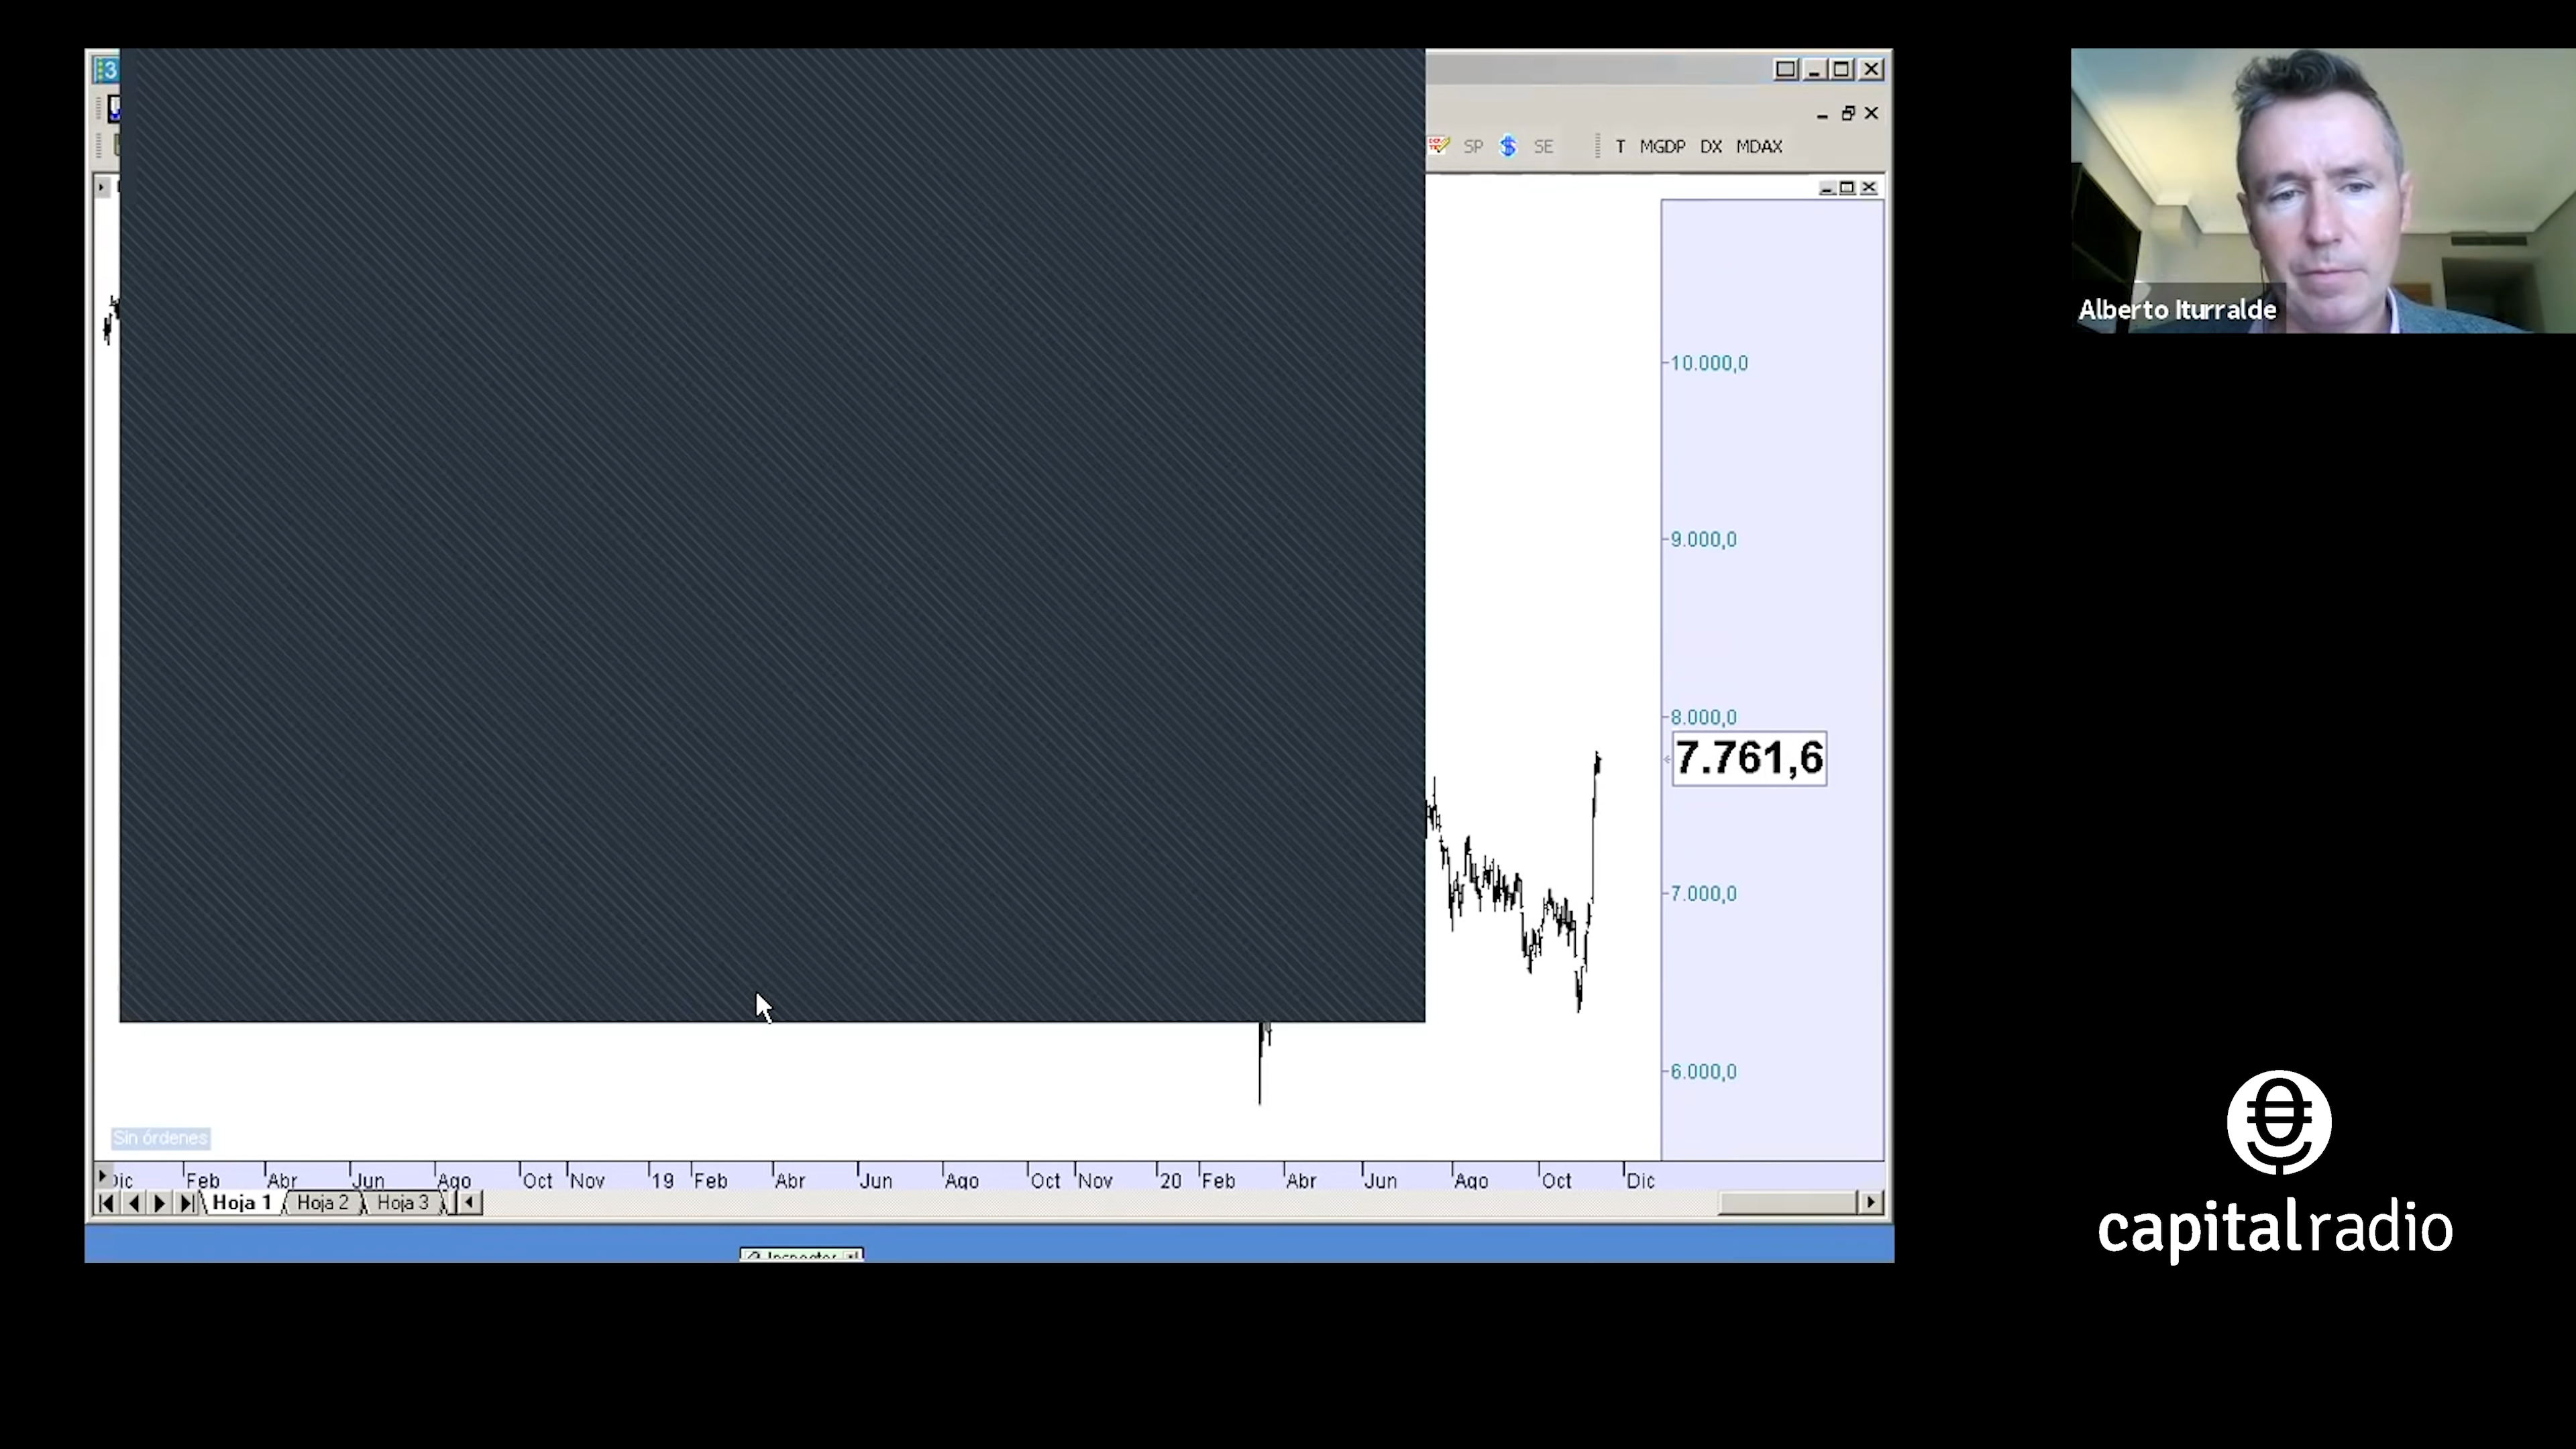 3
SP SE T MGDP DX MDAX
Alberto Iturralde
10.000,0
9.000,0
8.000,0
7.761,6
7.000,0
6.000,0
Sin órdenes
Dic Feb Abr Jun Ago Oct Nov 19 Feb Abr Jun Ago Oct Nov 20 Feb Abr Jun Ago Oct Dic
Hoja 1 Hoja 2 Hoja 3
Inspector
capitalradio